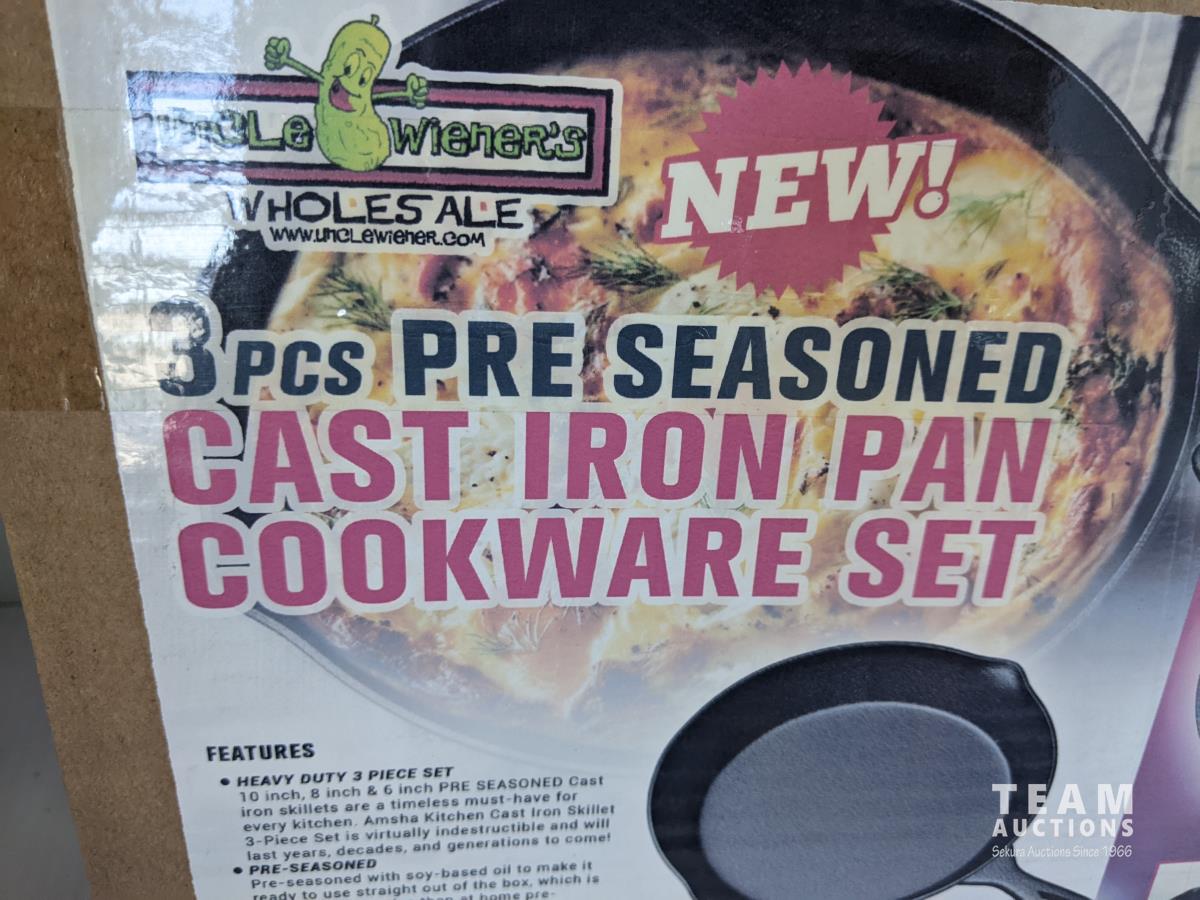 UNCLE WIENER'S
WHOLESALE
WWW.UNCLEWIENER.COM
NEW!
3 PCS PRE SEASONED
CAST IRON PAN
COOKWARE SET
FEATURES
• HEAVY DUTY 3 PIECE SET
10 inch, 8 inch & 6 inch PRE SEASONED Cast
iron skillets are a timeless must-have for
every kitchen. Amsha Kitchen Cast Iron Skillet
3-Piece Set is virtually indestructible and will
last years, decades, and generations to come!
• PRE-SEASONED
Pre-seasoned with soy-based oil to make it
ready to use straight out of the box, which is
than at home pre-
TEAM
AUCTIONS
Sekura Auctions Since 1966